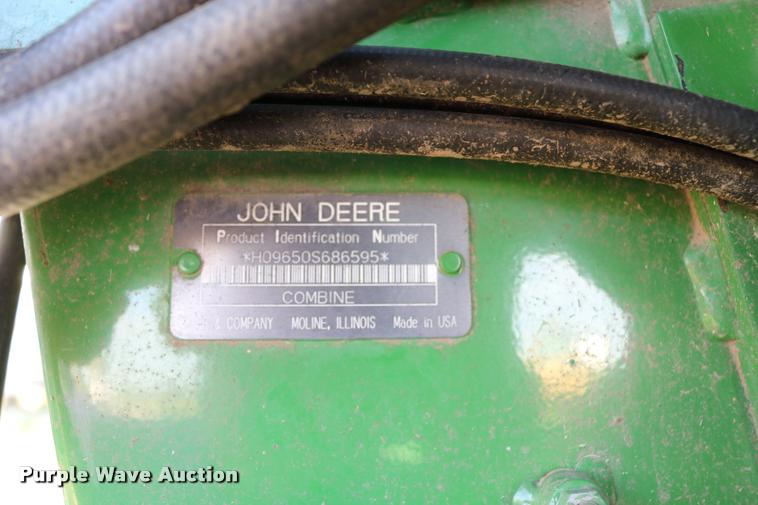 JOHN DEERE
Product Identification Number
*H09650S686595*
COMBINE
& COMPANY MOLINE, ILLINOIS Made in USA
Purple Wave Auction